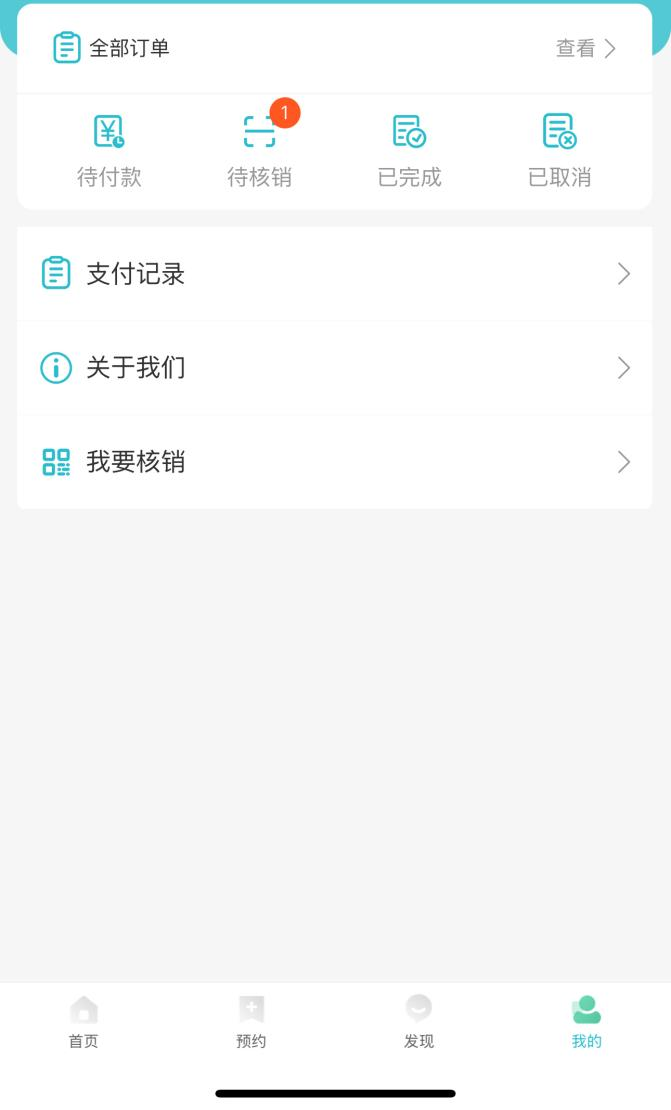 全部订单 查看
1
待付款 待核销 已完成 已取消
支付记录
关于我们
我要核销
首页 预约 发现 我的